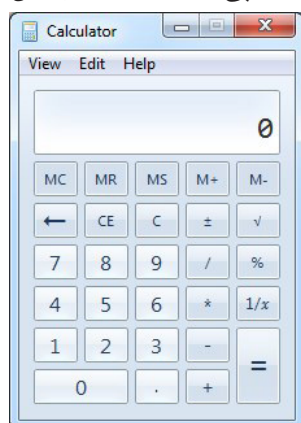 Calculator
View Edit Help
0
MC MR MS M+ M-
← CE C ± √
7 8 9 / %
4 5 6 * 1/x
1 2 3 - =
0 . +